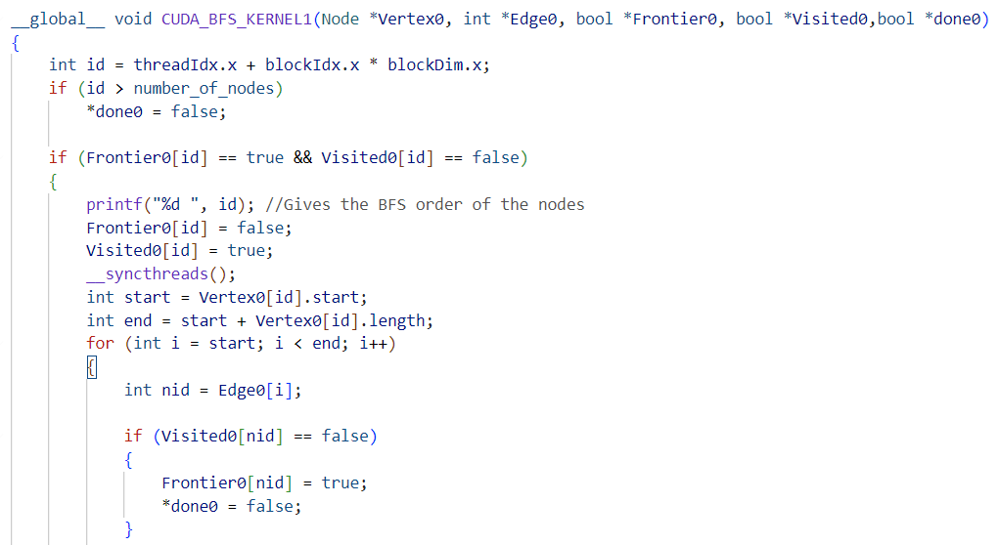 __global__ void CUDA_BFS_KERNEL1(Node *Vertex0, int *Edge0, bool *Frontier0, bool *Visited0,bool *done0)
{
    int id = threadIdx.x + blockIdx.x * blockDim.x;
    if (id > number_of_nodes)
        *done0 = false;

    if (Frontier0[id] == true && Visited0[id] == false)
    {
        printf("%d ", id); //Gives the BFS order of the nodes
        Frontier0[id] = false;
        Visited0[id] = true;
        __syncthreads();
        int start = Vertex0[id].start;
        int end = start + Vertex0[id].length;
        for (int i = start; i < end; i++)
        {
            int nid = Edge0[i];

            if (Visited0[nid] == false)
            {
                Frontier0[nid] = true;
                *done0 = false;
            }